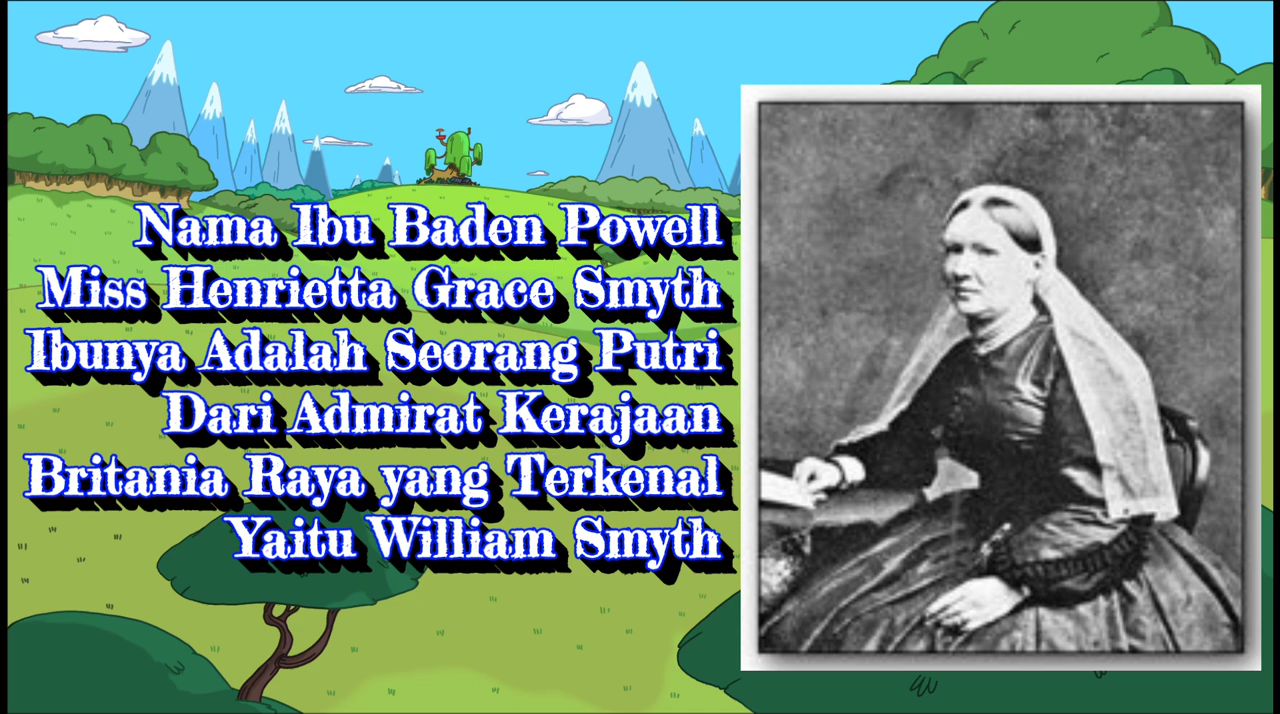 Nama Ibu Baden Powell
Miss Henrietta Grace Smyth
Ibunya Adalah Seorang Putri
Dari Admirat Kerajaan
Britania Raya yang Terkenal
Yaitu William Smyth